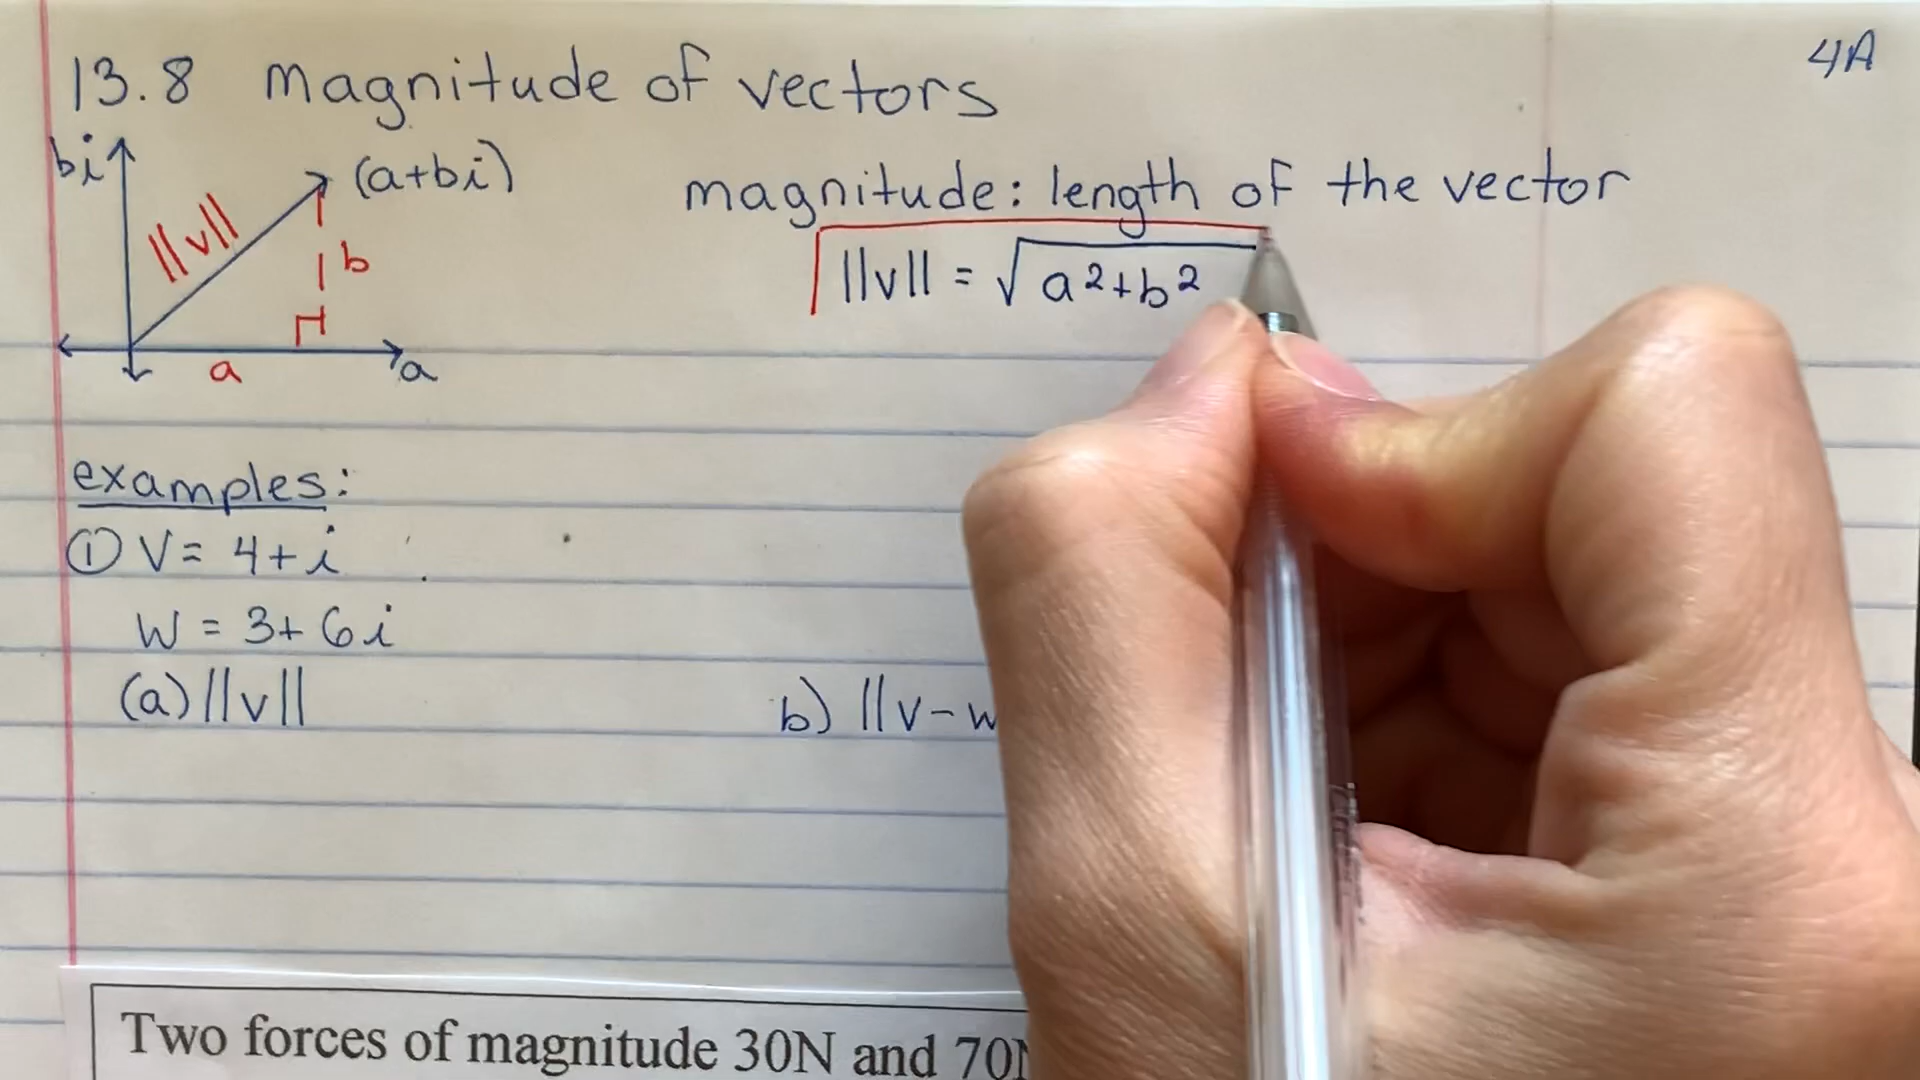 13.8 magnitude of vectors
4A
bi
(a+bi)
||v||
b
a
a
magnitude: length of the vector
||v|| = √a²+b²
examples:
① V = 4+i
W = 3+6i
(a) ||v||
b) ||v-w
Two forces of magnitude 30N and 70